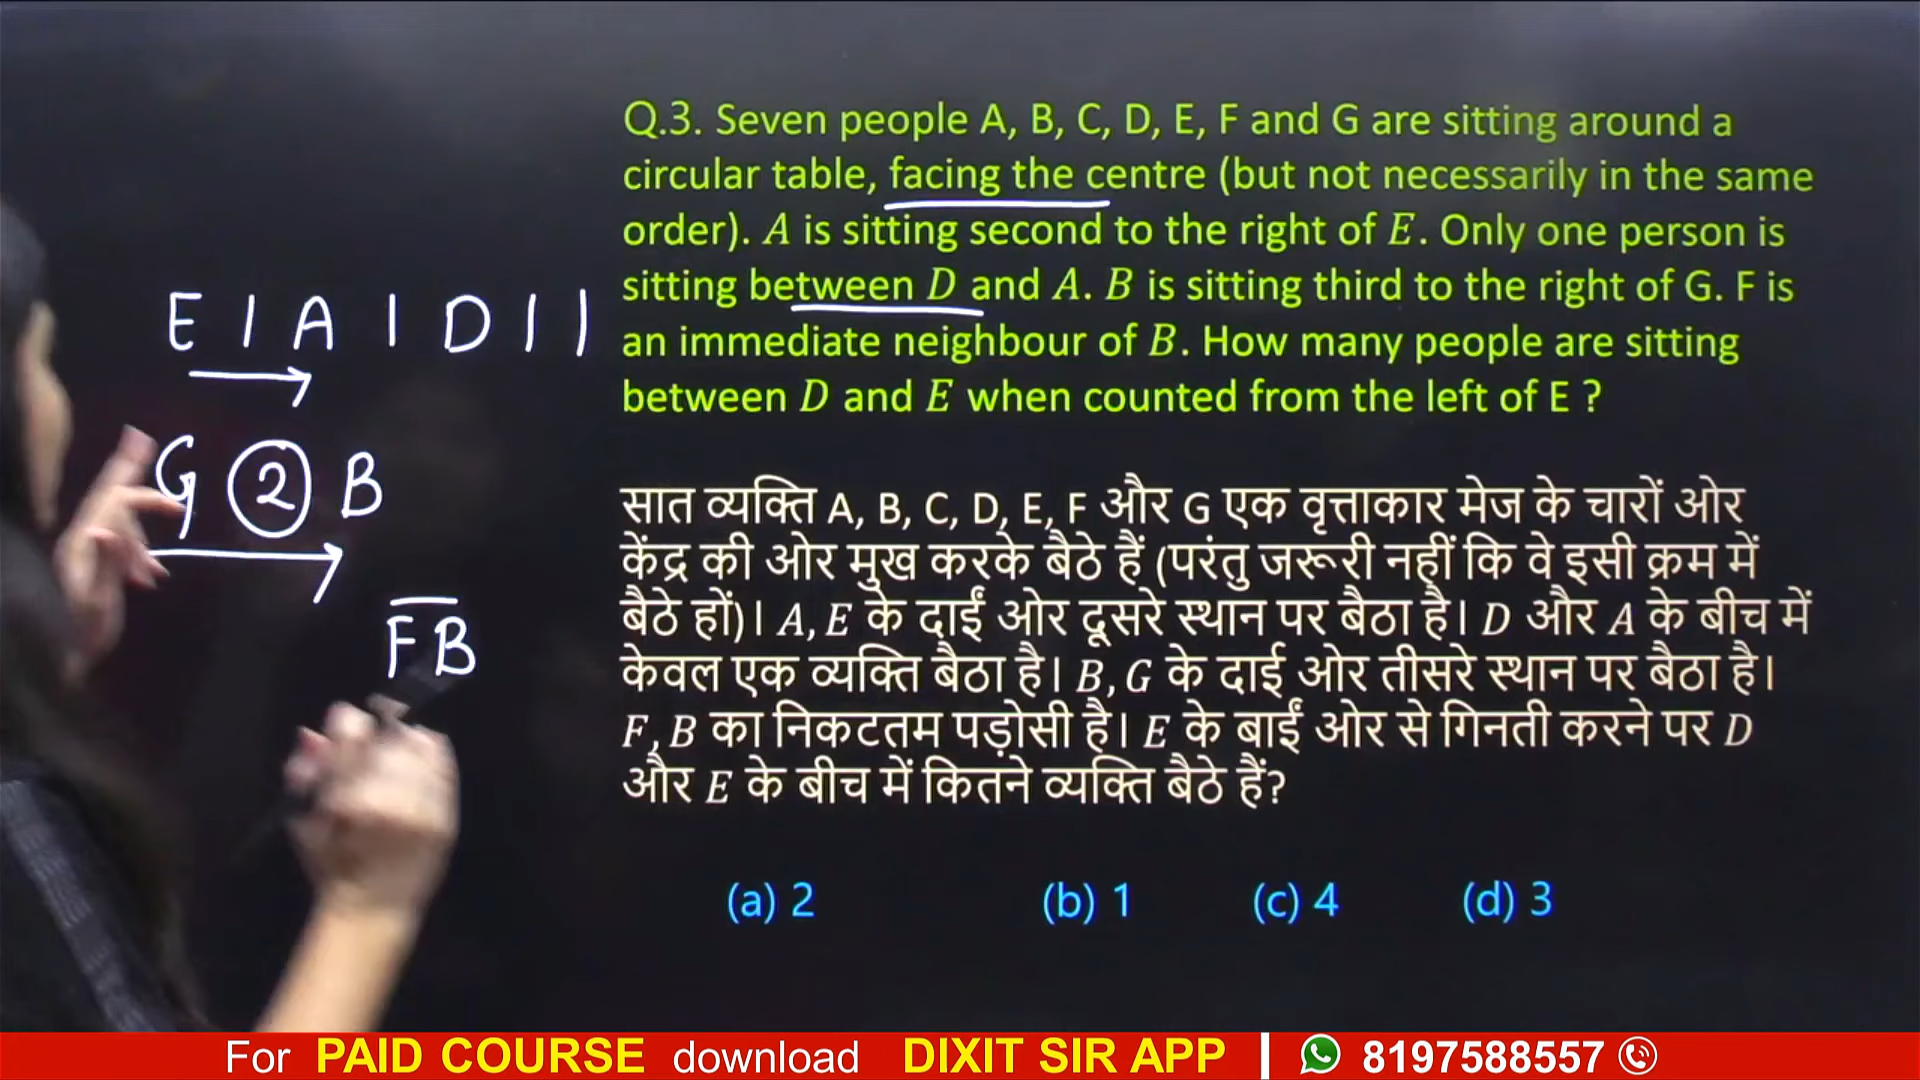 Q.3. Seven people A, B, C, D, E, F and G are sitting around a
circular table, facing the centre (but not necessarily in the same
order). A is sitting second to the right of E. Only one person is
sitting between D and A. B is sitting third to the right of G. F is
an immediate neighbour of B. How many people are sitting
between D and E when counted from the left of E ?
E | A | D | |
G 2 B
F B
सात व्यक्ति A, B, C, D, E, F और G एक वृत्ताकार मेज के चारों ओर
केंद्र की ओर मुख करके बैठे हैं (परंतु जरूरी नहीं कि वे इसी क्रम में
बैठे हों)। A, E के दाईं ओर दूसरे स्थान पर बैठा है। D और A के बीच में
केवल एक व्यक्ति बैठा है। B, G के दाई ओर तीसरे स्थान पर बैठा है।
F, B का निकटतम पड़ोसी है। E के बाईं ओर से गिनती करने पर D
और E के बीच में कितने व्यक्ति बैठे हैं?
(a) 2 (b) 1 (c) 4 (d) 3
For PAID COURSE download DIXIT SIR APP | 8197588557